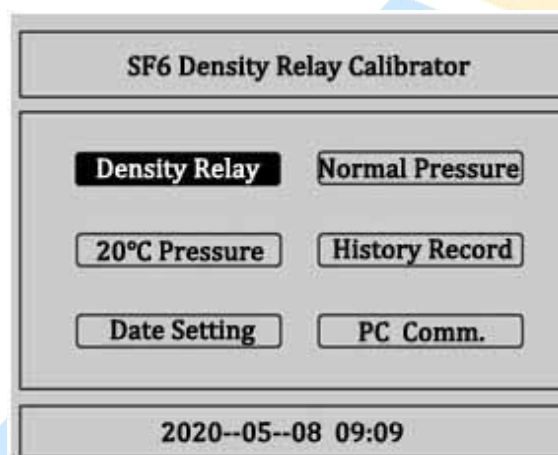 SF6 Density Relay Calibrator
Density Relay
Normal Pressure
20°C Pressure
History Record
Date Setting
PC Comm.
2020--05--08 09:09